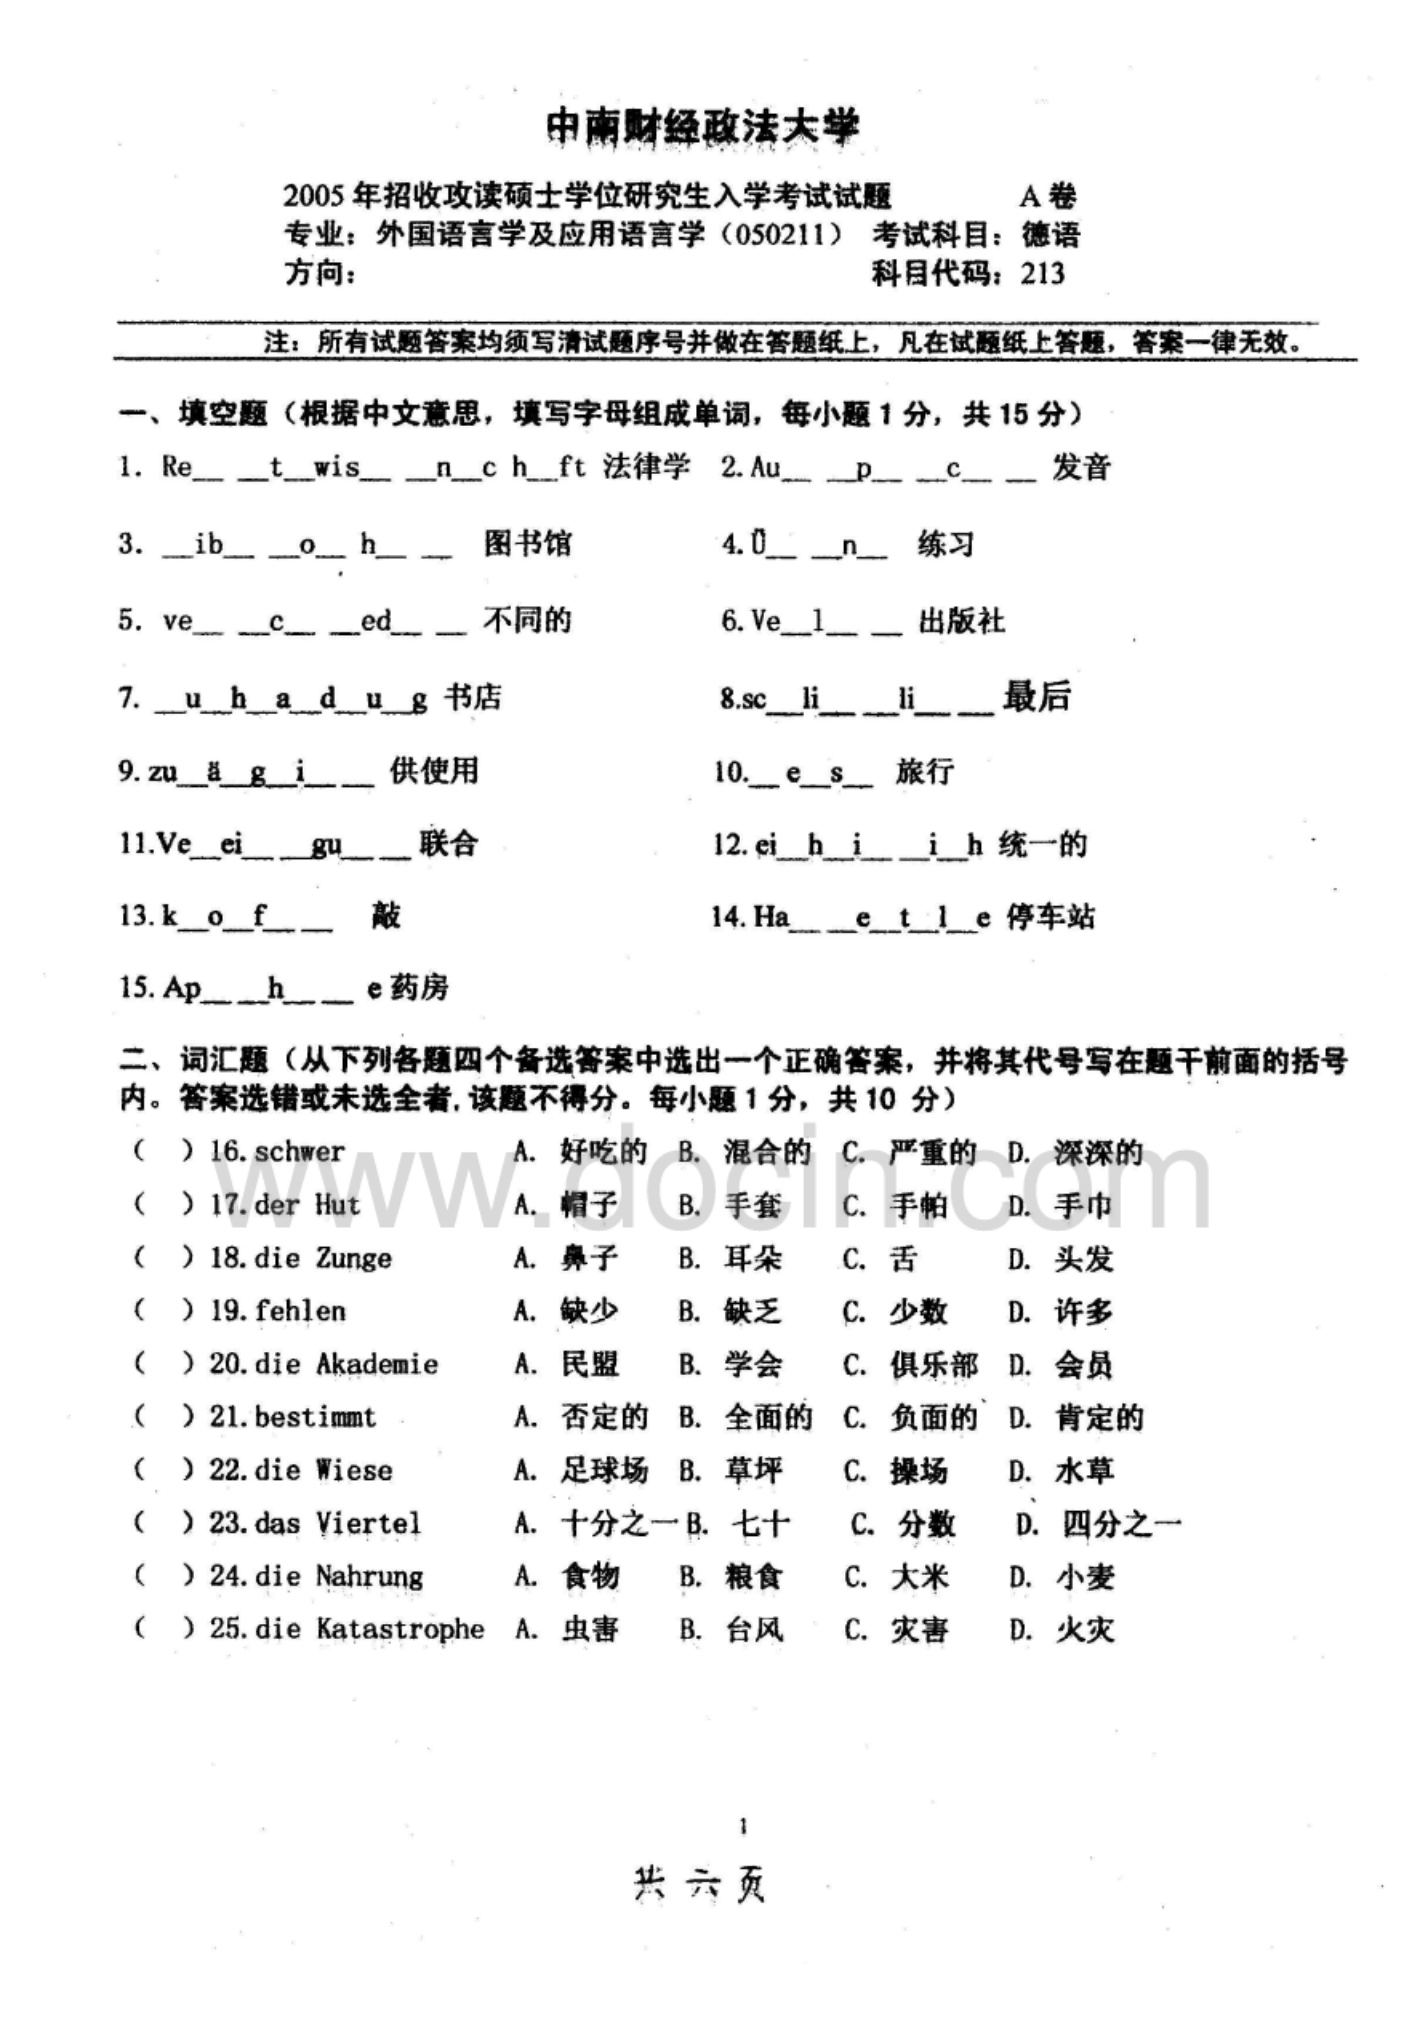 中南财经政法大学
2005年招收攻读硕士学位研究生入学考试试题 A卷
专业：外国语言学及应用语言学（050211） 考试科目：德语
方向： 科目代码：213
注：所有试题答案均须写清试题序号并做在答题纸上，凡在试题纸上答题，答案一律无效。
一、填空题（根据中文意思，填写字母组成单词，每小题1分，共15分）
1. Re__ __t__wis__ __n__c h__ft 法律学 2. Au__ __p__ __c__ __ 发音
3. __ib__ __o__ h__ __ 图书馆 4. Ü__ __n__ 练习
5. ve__ __c__ __ed__ __ 不同的 6. Ve__l__ __ 出版社
7. __u__h__a__d__u__g 书店 8.sc__li__ __li__ __ 最后
9. zu__ä__g__i__ __ 供使用 10.__ e__s__ 旅行
11.Ve__ei__ __gu__ __ 联合 12. ei__h__i__ __i__h 统一的
13. k__o__f__ __ 敲 14. Ha__ __e__t__l__e 停车站
15. Ap__ __h__ __ e 药房
二、词汇题（从下列各题四个备选答案中选出一个正确答案，并将其代号写在题干前面的括号
内。答案选错或未选全者,该题不得分。每小题1分，共10 分）
（ ）16. schwer A. 好吃的 B. 混合的 C. 严重的 D. 深深的
（ ）17. der Hut A. 帽子 B. 手套 C. 手帕 D. 手巾
（ ）18. die Zunge A. 鼻子 B. 耳朵 C. 舌 D. 头发
（ ）19. fehlen A. 缺少 B. 缺乏 C. 少数 D. 许多
（ ）20. die Akademie A. 民盟 B. 学会 C. 俱乐部 D. 会员
（ ）21. bestimmt A. 否定的 B. 全面的 C. 负面的 D. 肯定的
（ ）22. die Wiese A. 足球场 B. 草坪 C. 操场 D. 水草
（ ）23. das Viertel A. 十分之一 B. 七十 C. 分数 D. 四分之一
（ ）24. die Nahrung A. 食物 B. 粮食 C. 大米 D. 小麦
（ ）25. die Katastrophe A. 虫害 B. 台风 C. 灾害 D. 火灾
www.docin.com
1
共六页